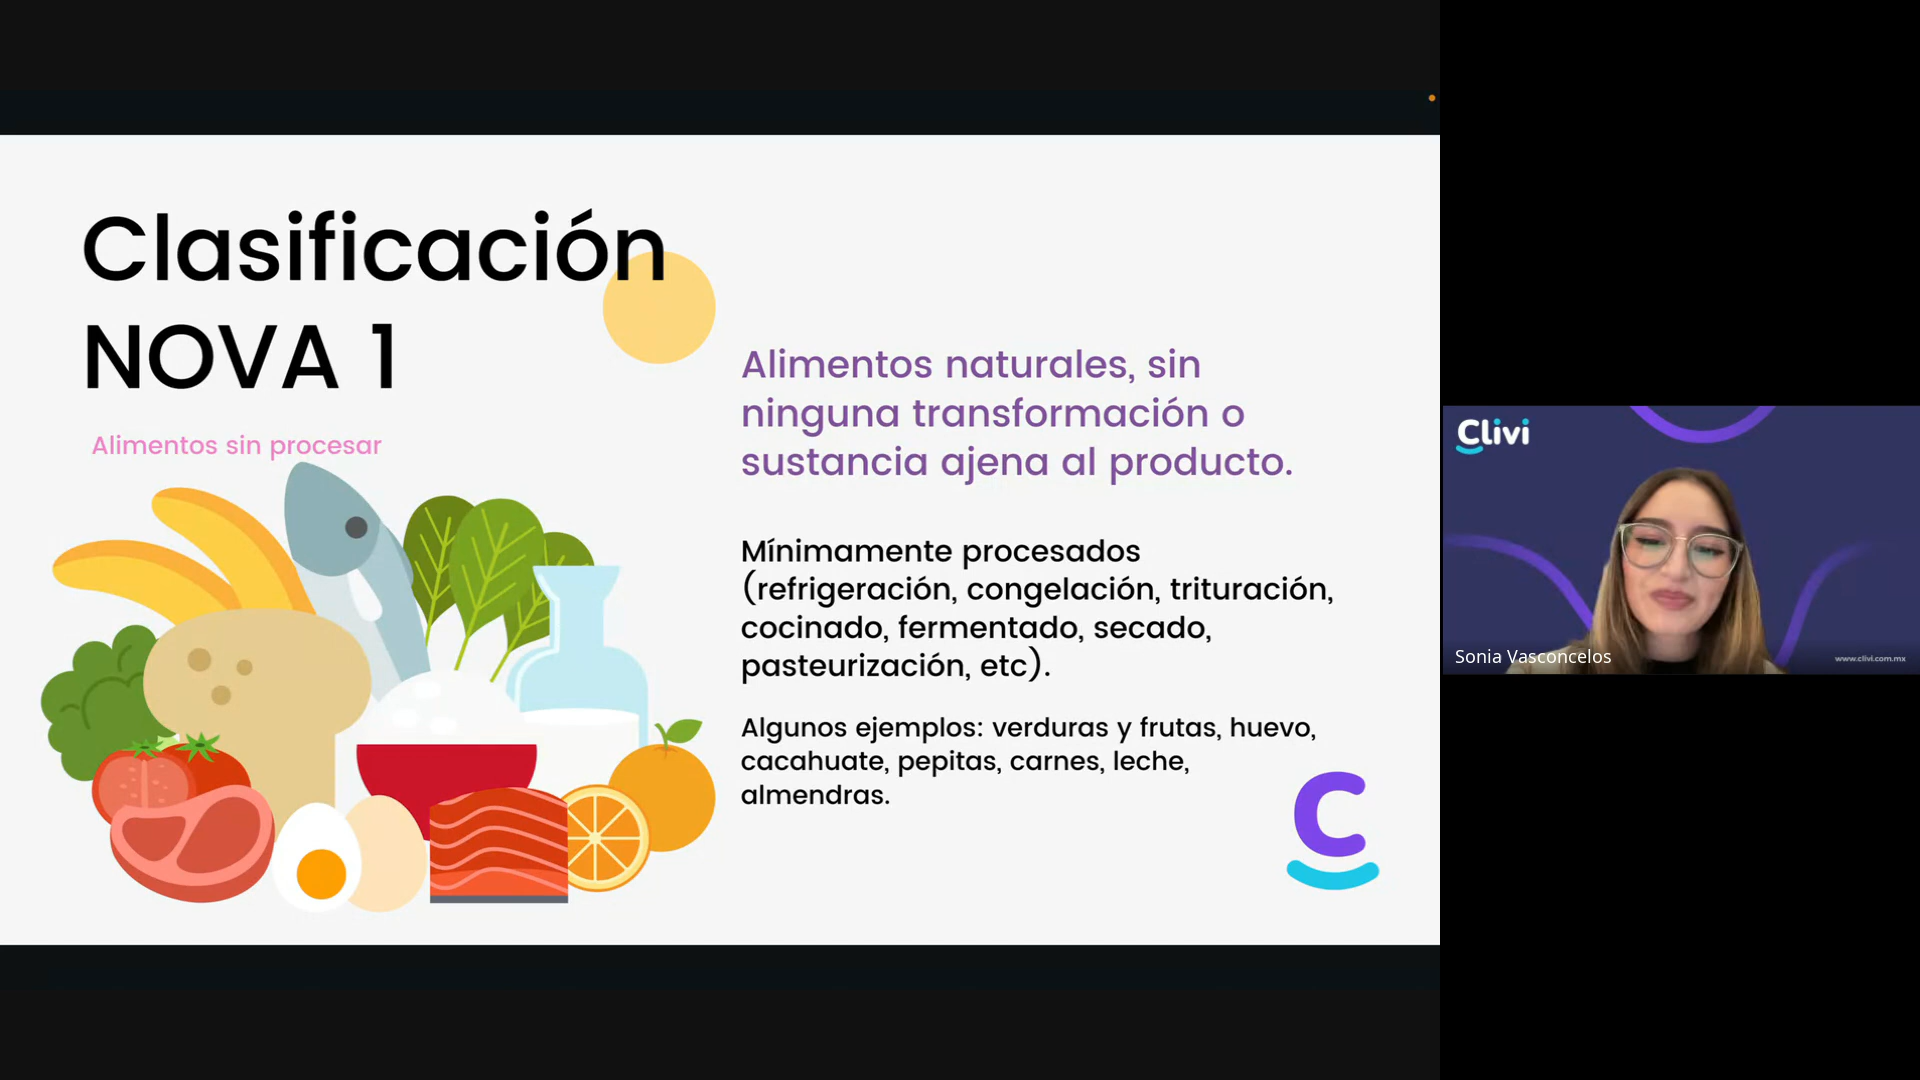 Clasificación
NOVA 1
Alimentos sin procesar
Alimentos naturales, sin
ninguna transformación o
sustancia ajena al producto.
Mínimamente procesados
(refrigeración, congelación, trituración,
cocinado, fermentado, secado,
pasteurización, etc).
Algunos ejemplos: verduras y frutas, huevo,
cacahuate, pepitas, carnes, leche,
almendras.
C
Clivi
Sonia Vasconcelos
www.clivi.com.mx